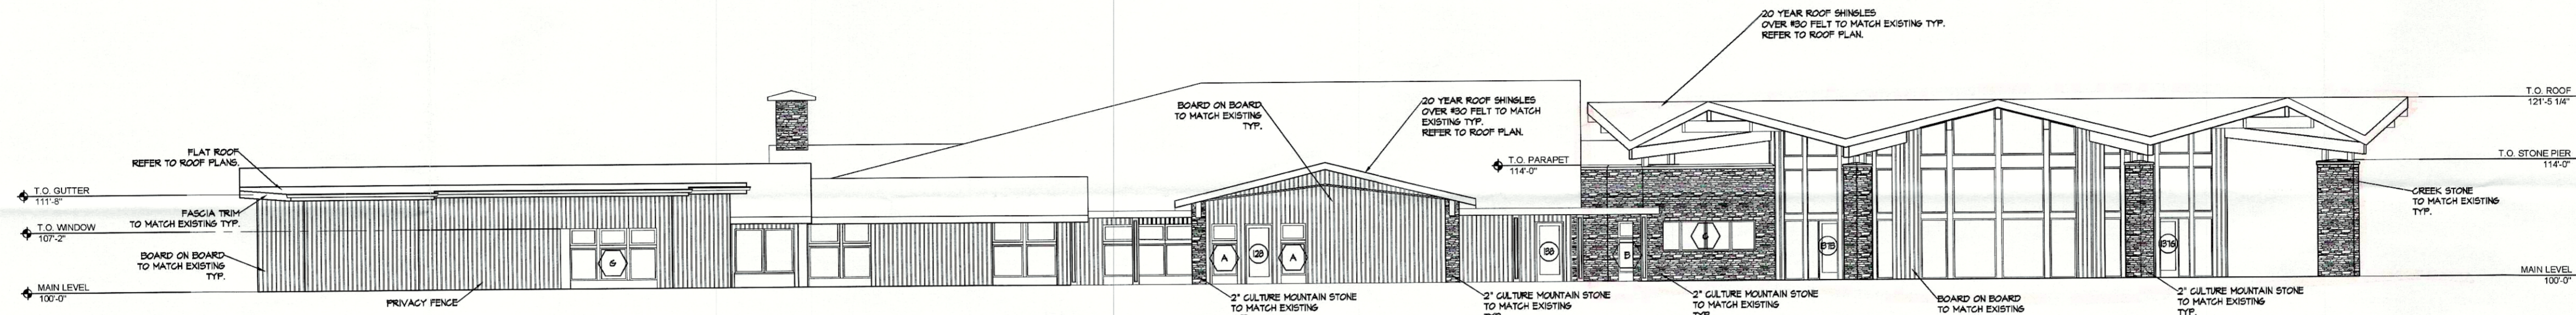 20 YEAR ROOF SHINGLES
OVER #30 FELT TO MATCH EXISTING TYP.
REFER TO ROOF PLAN.
T.O. ROOF
121'-5 1/4"
BOARD ON BOARD
TO MATCH EXISTING
TYP.
20 YEAR ROOF SHINGLES
OVER #30 FELT TO MATCH
EXISTING TYP.
REFER TO ROOF PLAN.
FLAT ROOF
REFER TO ROOF PLANS.
T.O. PARAPET
114'-0"
T.O. STONE PIER
114'-0"
T.O. GUTTER
111'-8"
CREEK STONE
TO MATCH EXISTING
TYP.
FASCIA TRIM
TO MATCH EXISTING TYP.
T.O. WINDOW
107'-2"
BOARD ON BOARD
TO MATCH EXISTING
TYP.
G
A
128
A
B
MAIN LEVEL
100'-0"
MAIN LEVEL
100'-0"
PRIVACY FENCE
2" CULTURE MOUNTAIN STONE
TO MATCH EXISTING
2" CULTURE MOUNTAIN STONE
TO MATCH EXISTING
2" CULTURE MOUNTAIN STONE
TO MATCH EXISTING
TYP.
BOARD ON BOARD
TO MATCH EXISTING
2" CULTURE MOUNTAIN STONE
TO MATCH EXISTING
TYP.